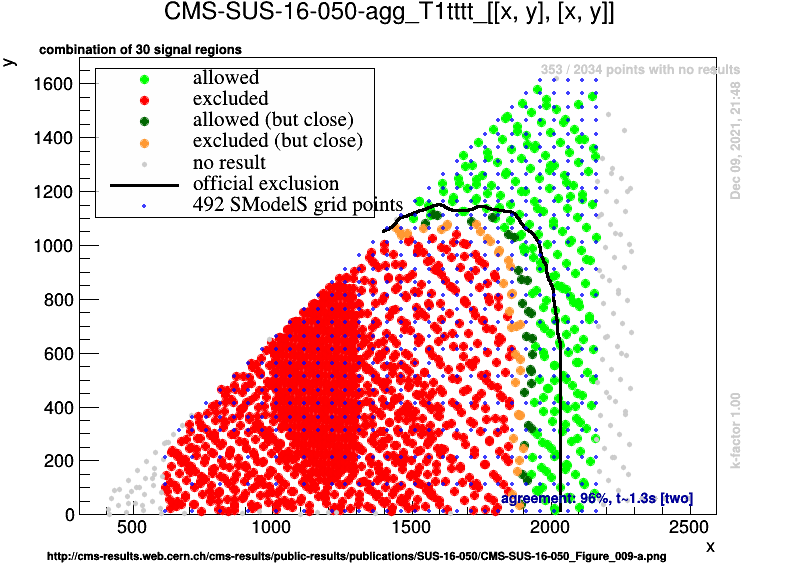 CMS-SUS-16-050-agg_T1tttt_[[x, y], [x, y]]
combination of 30 signal regions
y
353 / 2034 points with no results
allowed
excluded
allowed (but close)
excluded (but close)
no result
official exclusion
492 SModelS grid points
1600
1400
1200
1000
800
600
400
200
0
Dec 09, 2021, 21:48
k-factor 1.00
agreement: 96%, t~1.3s [two]
500
1000
1500
2000
2500
x
http://cms-results.web.cern.ch/cms-results/public-results/publications/SUS-16-050/CMS-SUS-16-050_Figure_009-a.png